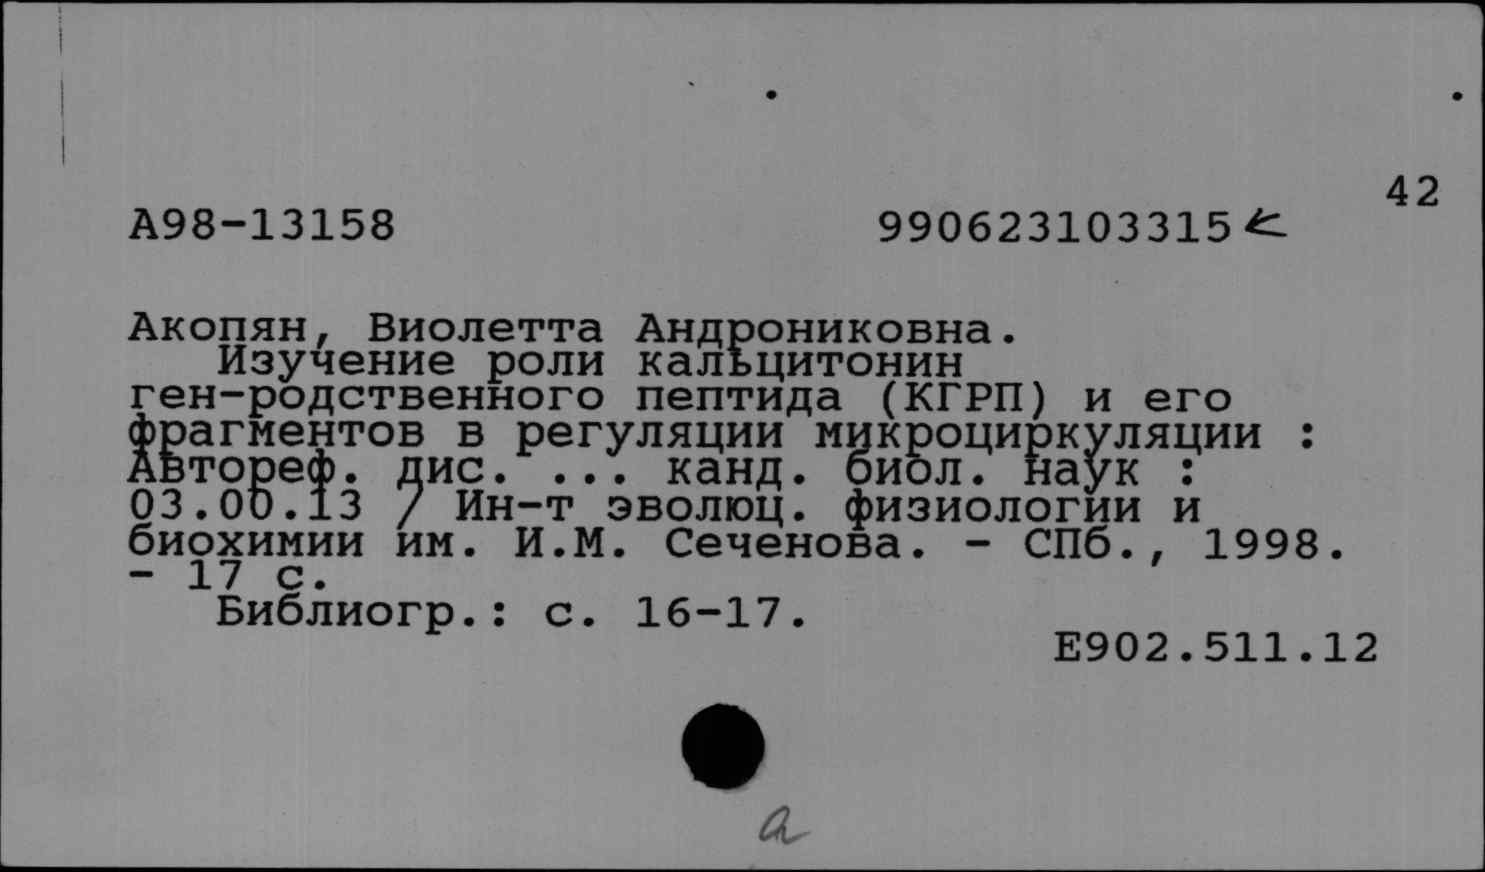 42
А98-13158 990623103315
Акопян, Виолетта Андрониковна.
Изучение роли кальцитонин
ген-родственного пептида (КГРП) и его
фрагментов в регуляции микроциркуляции :
Автореф. дис. ... канд. биол. наук :
03.00.13 / Ин-т эволюц. физиологии и
биохимии им. И.М. Сеченова. - СПб., 1998.
- 17 с.
Библиогр.: с. 16-17.
Е902.511.12
а